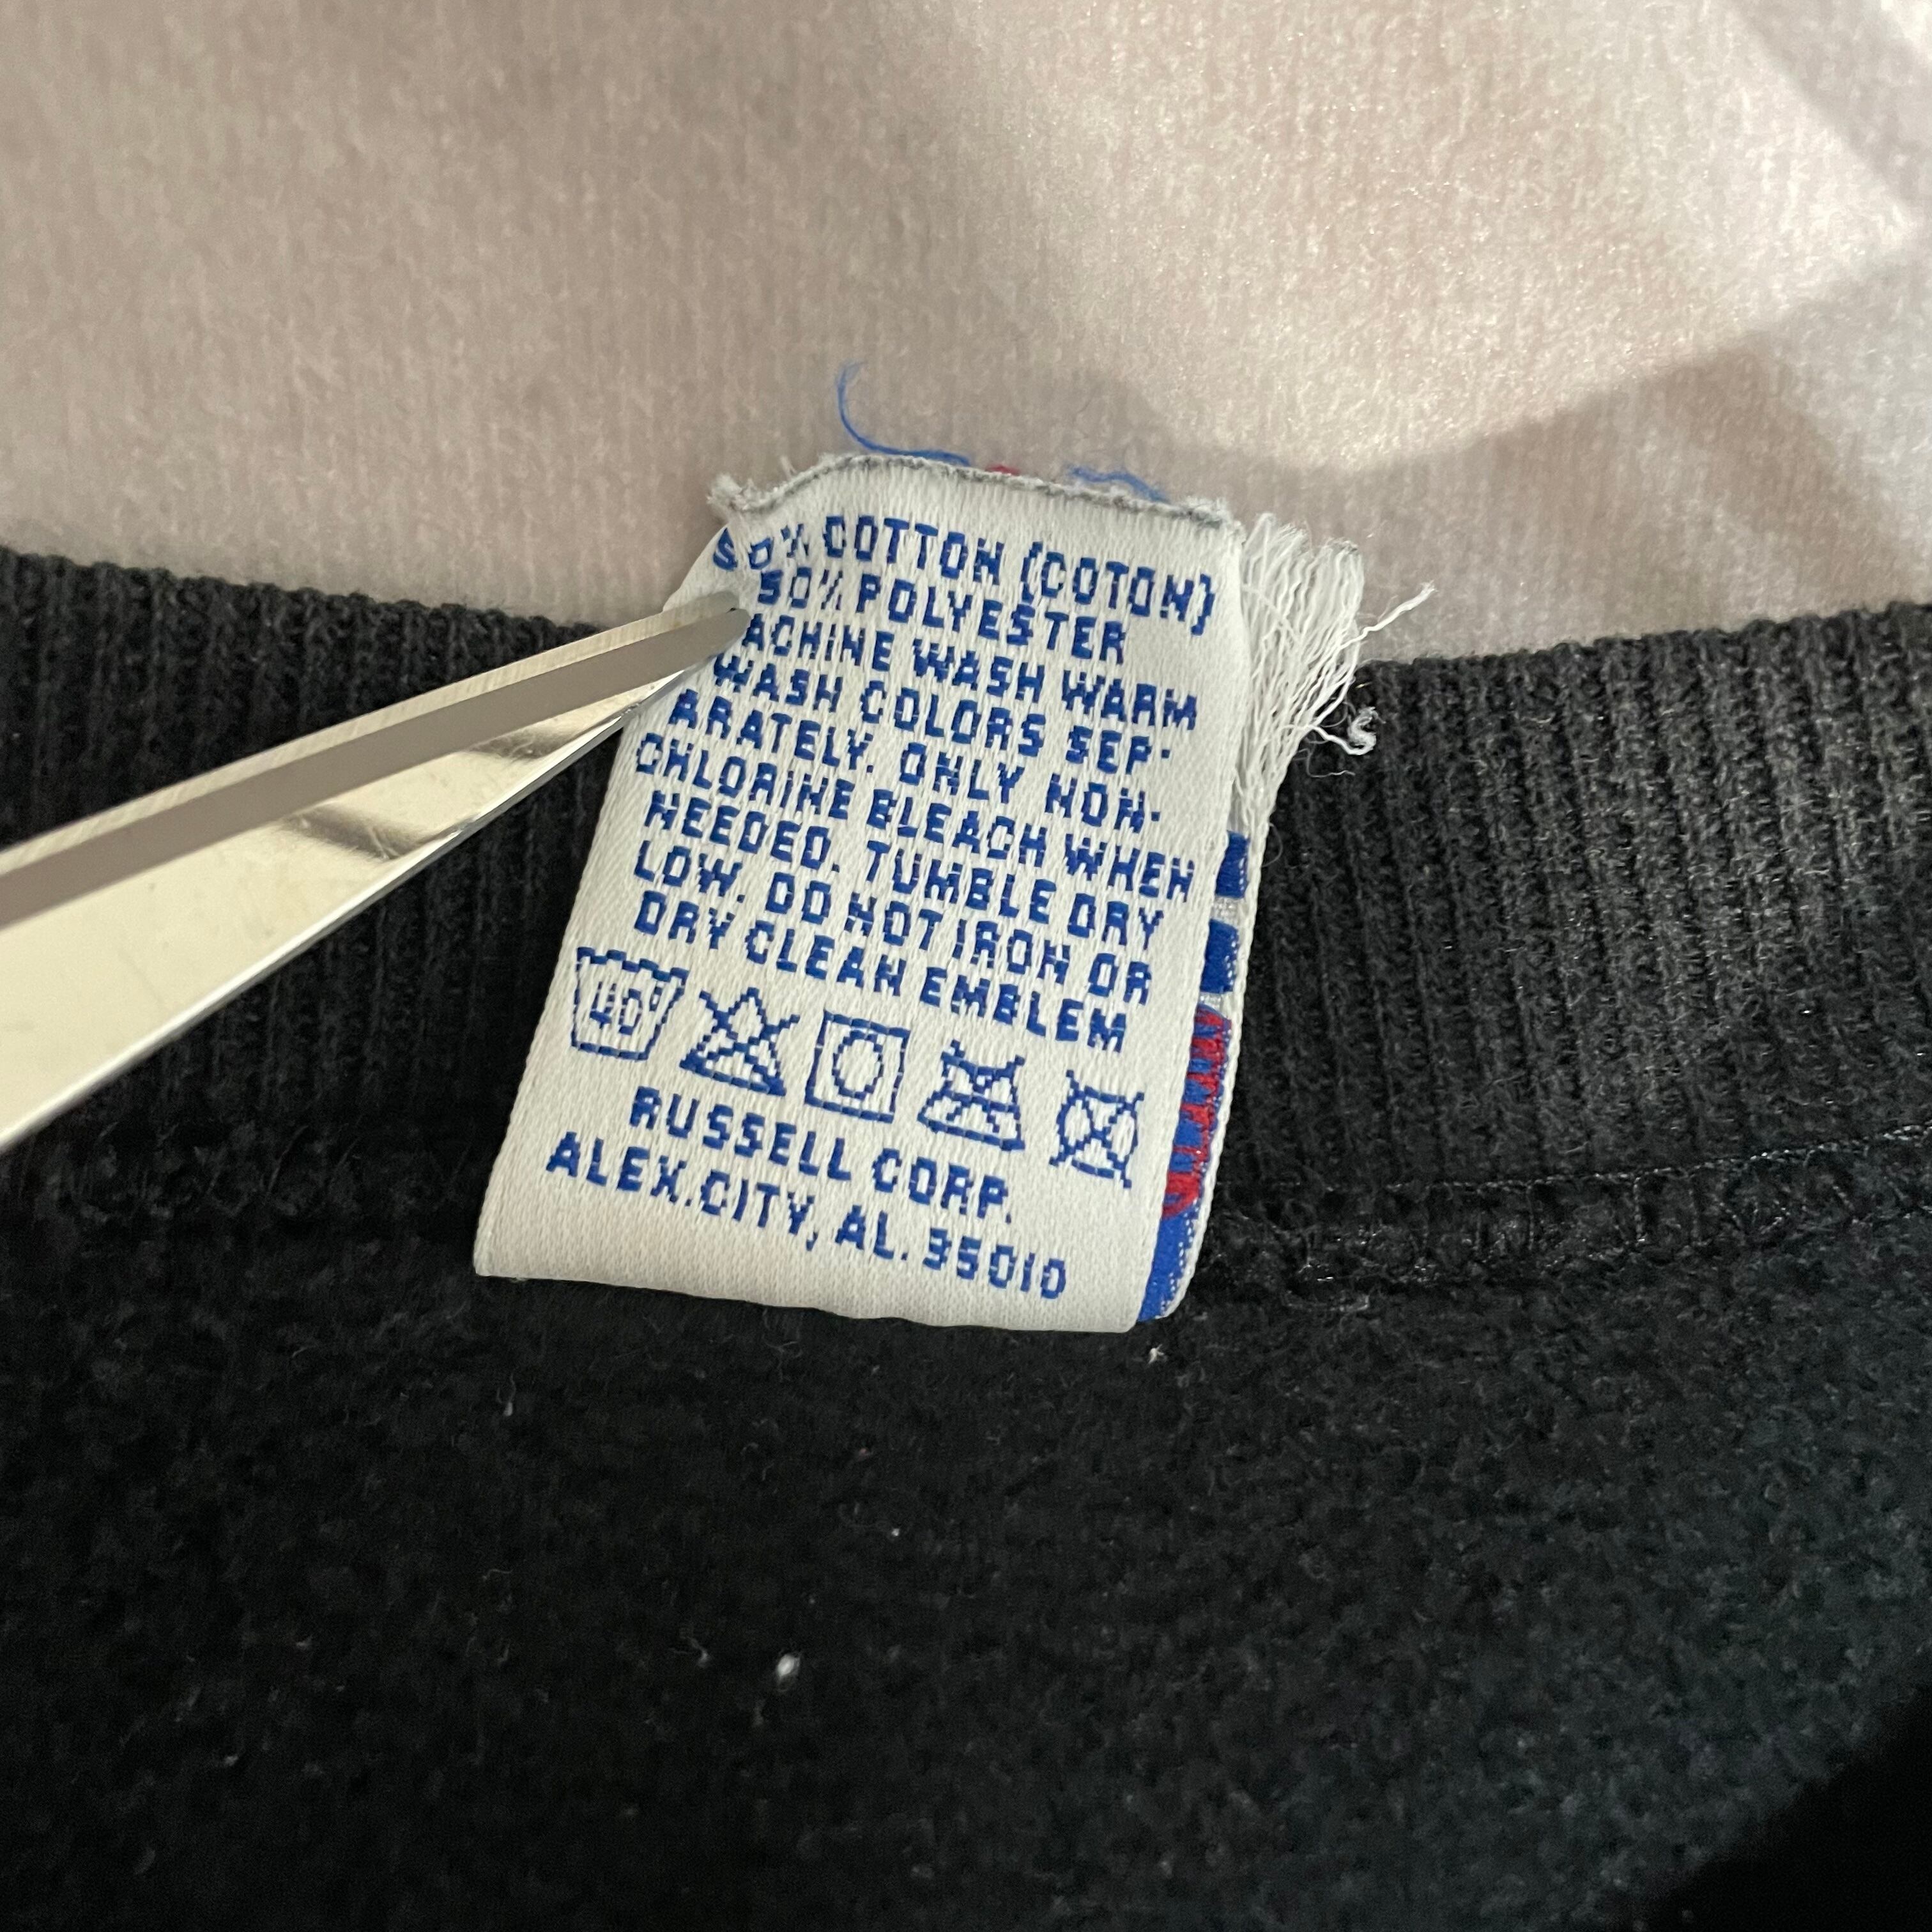 50% COTTON (COTON)
50% POLYESTER
ACHINE WASH WARM
WASH COLORS SEP-
ARATELY. ONLY NON-
CHLORINE BLEACH WHEN
NEEDED. TUMBLE DRY
LOW. DO NOT IRON OR
DRY CLEAN EMBLEM
40°
RUSSELL CORP.
ALEX.CITY, AL. 35010